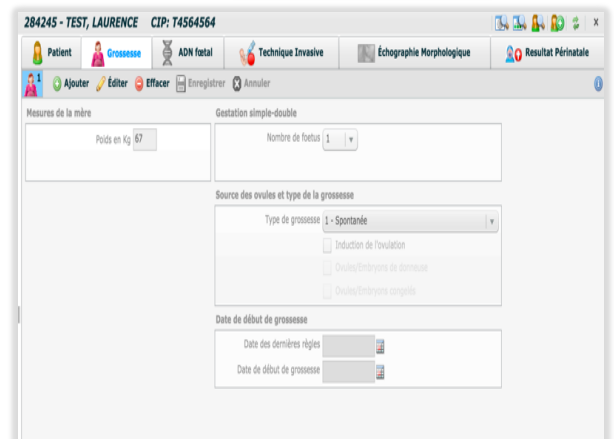 284245 - TEST, LAURENCE CIP: T4564564
Patient Grossesse ADN fœtal Technique Invasive Échographie Morphologique Resultat Périnatale
1 Ajouter Éditer Effacer Enregistrer Annuler
Mesures de la mère Gestation simple-double
Poids en Kg 67 Nombre de foetus 1
Source des ovules et type de la grossesse
Type de grossesse 1 - Spontanée
Induction de l'ovulation
Ovules/Embryons de donneuse
Ovules/Embryons congelés
Date de début de grossesse
Date des dernières règles
Date de début de grossesse